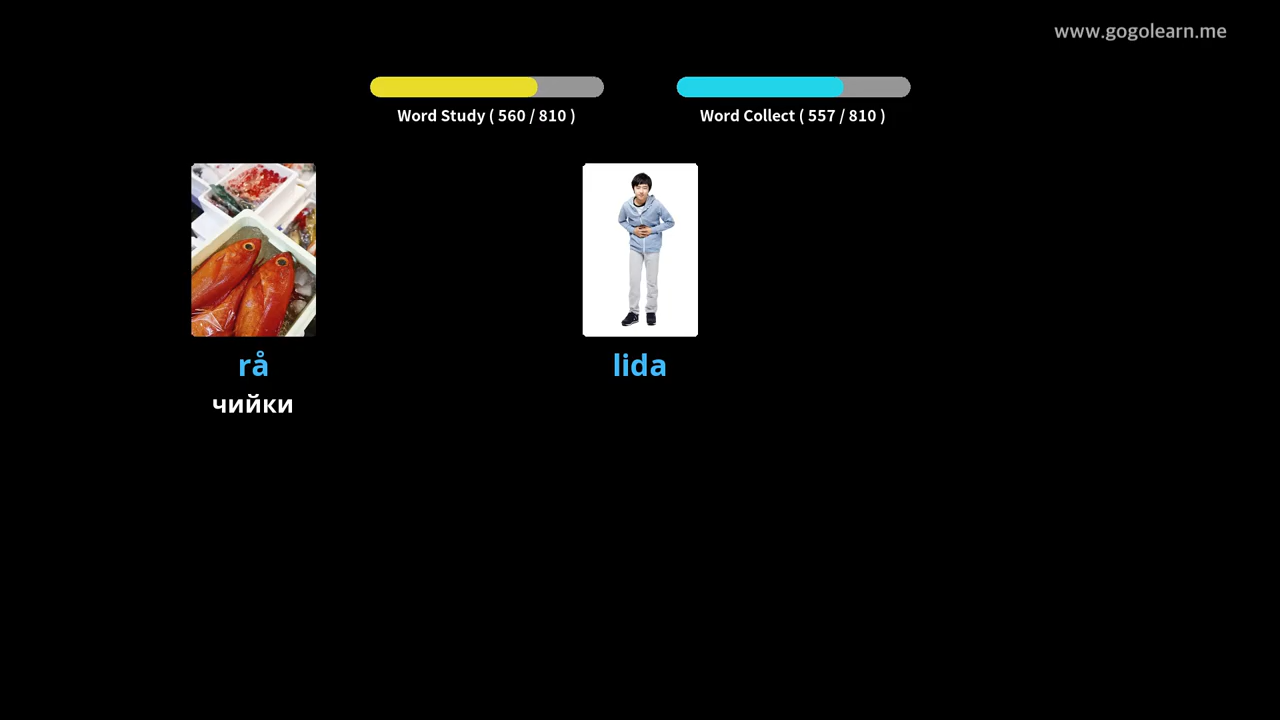 www.gogolearn.me
Word Study ( 560 / 810 )
Word Collect ( 557 / 810 )
rå
чийки
lida